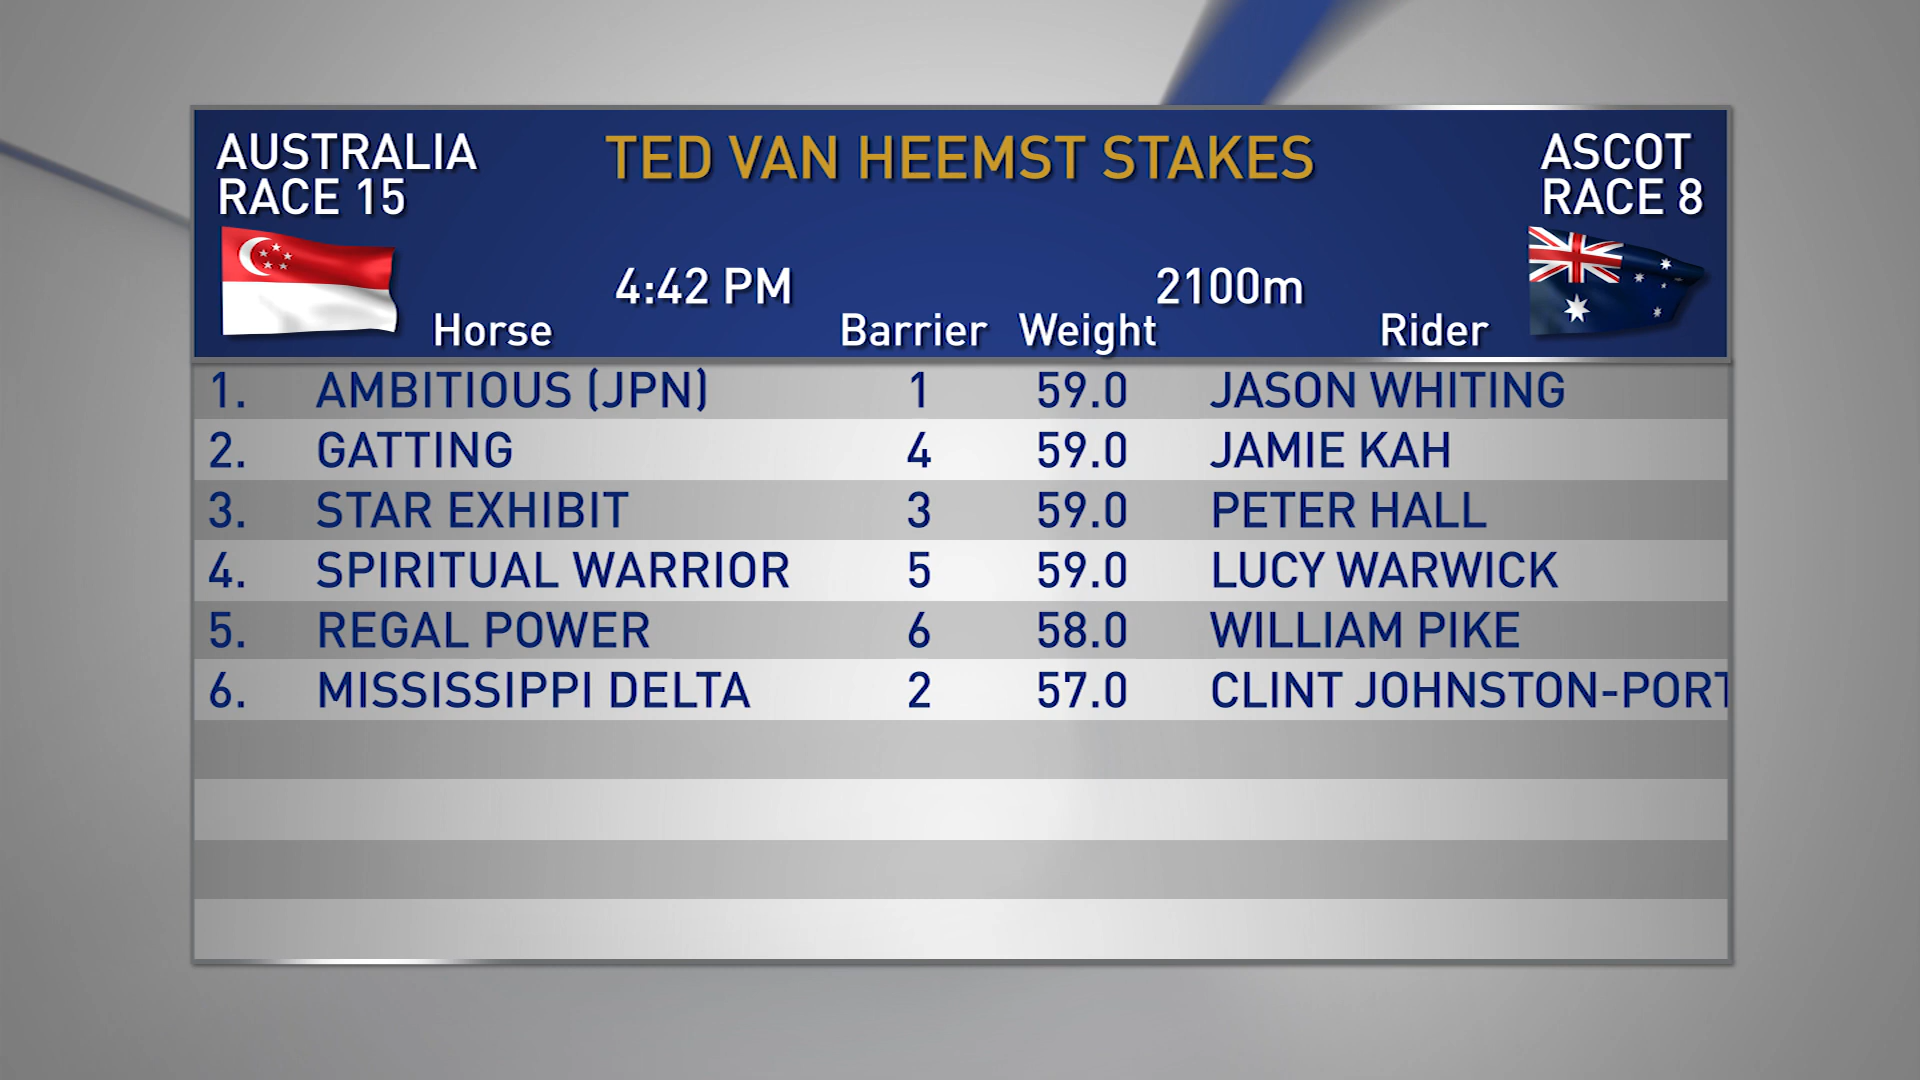 AUSTRALIA
RACE 15
TED VAN HEEMST STAKES
ASCOT
RACE 8
4:42 PM 2100m
Horse Barrier Weight Rider
1. AMBITIOUS (JPN) 1 59.0 JASON WHITING
2. GATTING 4 59.0 JAMIE KAH
3. STAR EXHIBIT 3 59.0 PETER HALL
4. SPIRITUAL WARRIOR 5 59.0 LUCY WARWICK
5. REGAL POWER 6 58.0 WILLIAM PIKE
6. MISSISSIPPI DELTA 2 57.0 CLINT JOHNSTON-PORT